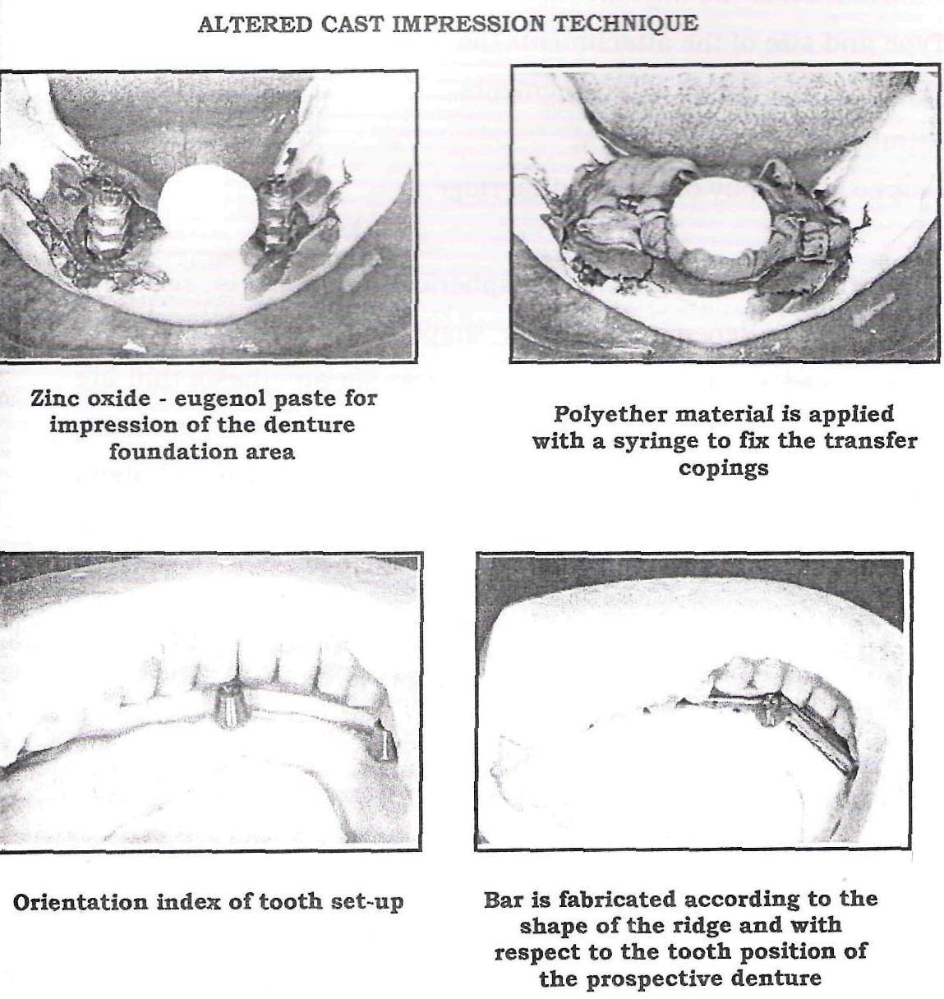 ALTERED CAST IMPRESSION TECHNIQUE
Zinc oxide - eugenol paste for
impression of the denture
foundation area
Polyether material is applied
with a syringe to fix the transfer
copings
Orientation index of tooth set-up
Bar is fabricated according to the
shape of the ridge and with
respect to the tooth position of
the prospective denture